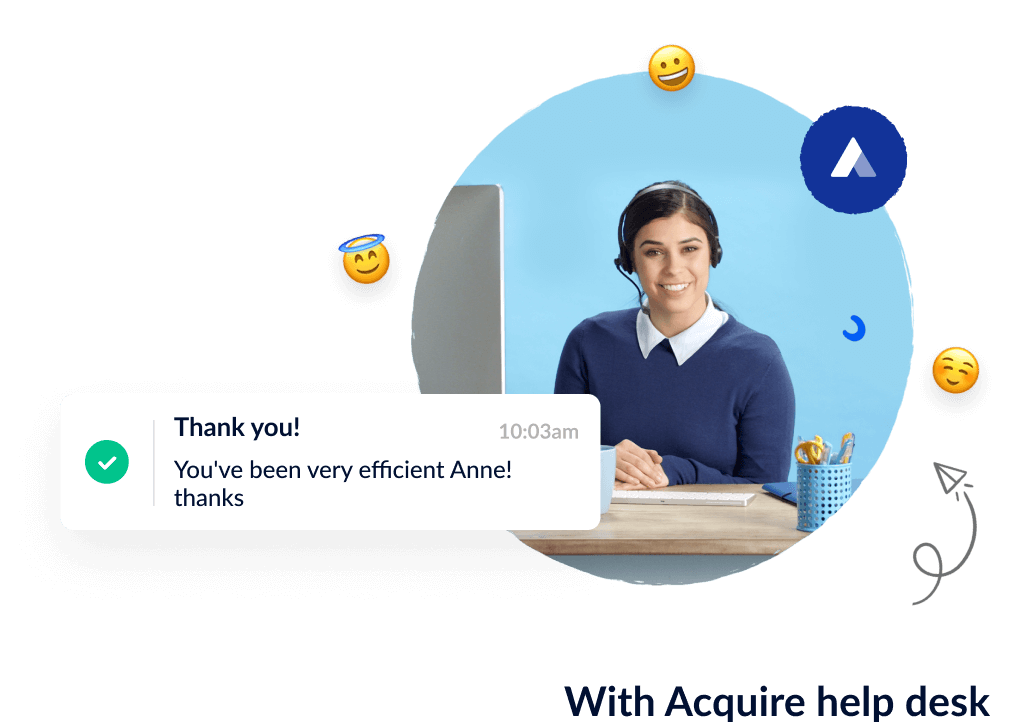 Thank you!
10:03am
You've been very efficient Anne!
thanks
With Acquire help desk